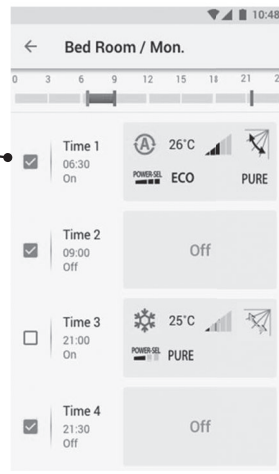 10:48
Bed Room / Mon.
0 3 6 9 12 15 18 21 2
Time 1
06:30
On
A 26°C
POWER-SEL ECO PURE
Time 2
09:00
Off
Off
Time 3
21:00
On
25°C
POWER-SEL PURE
Time 4
21:30
Off
Off